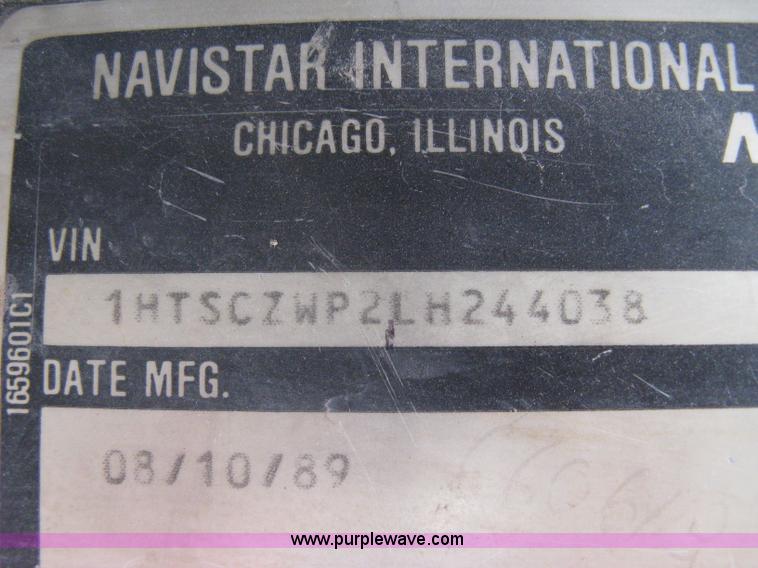 NAVISTAR INTERNATIONAL
CHICAGO, ILLINOIS
VIN
1HTSCZWP2LH244038
1659601C1
DATE MFG.
08/10/89
www.purplewave.com